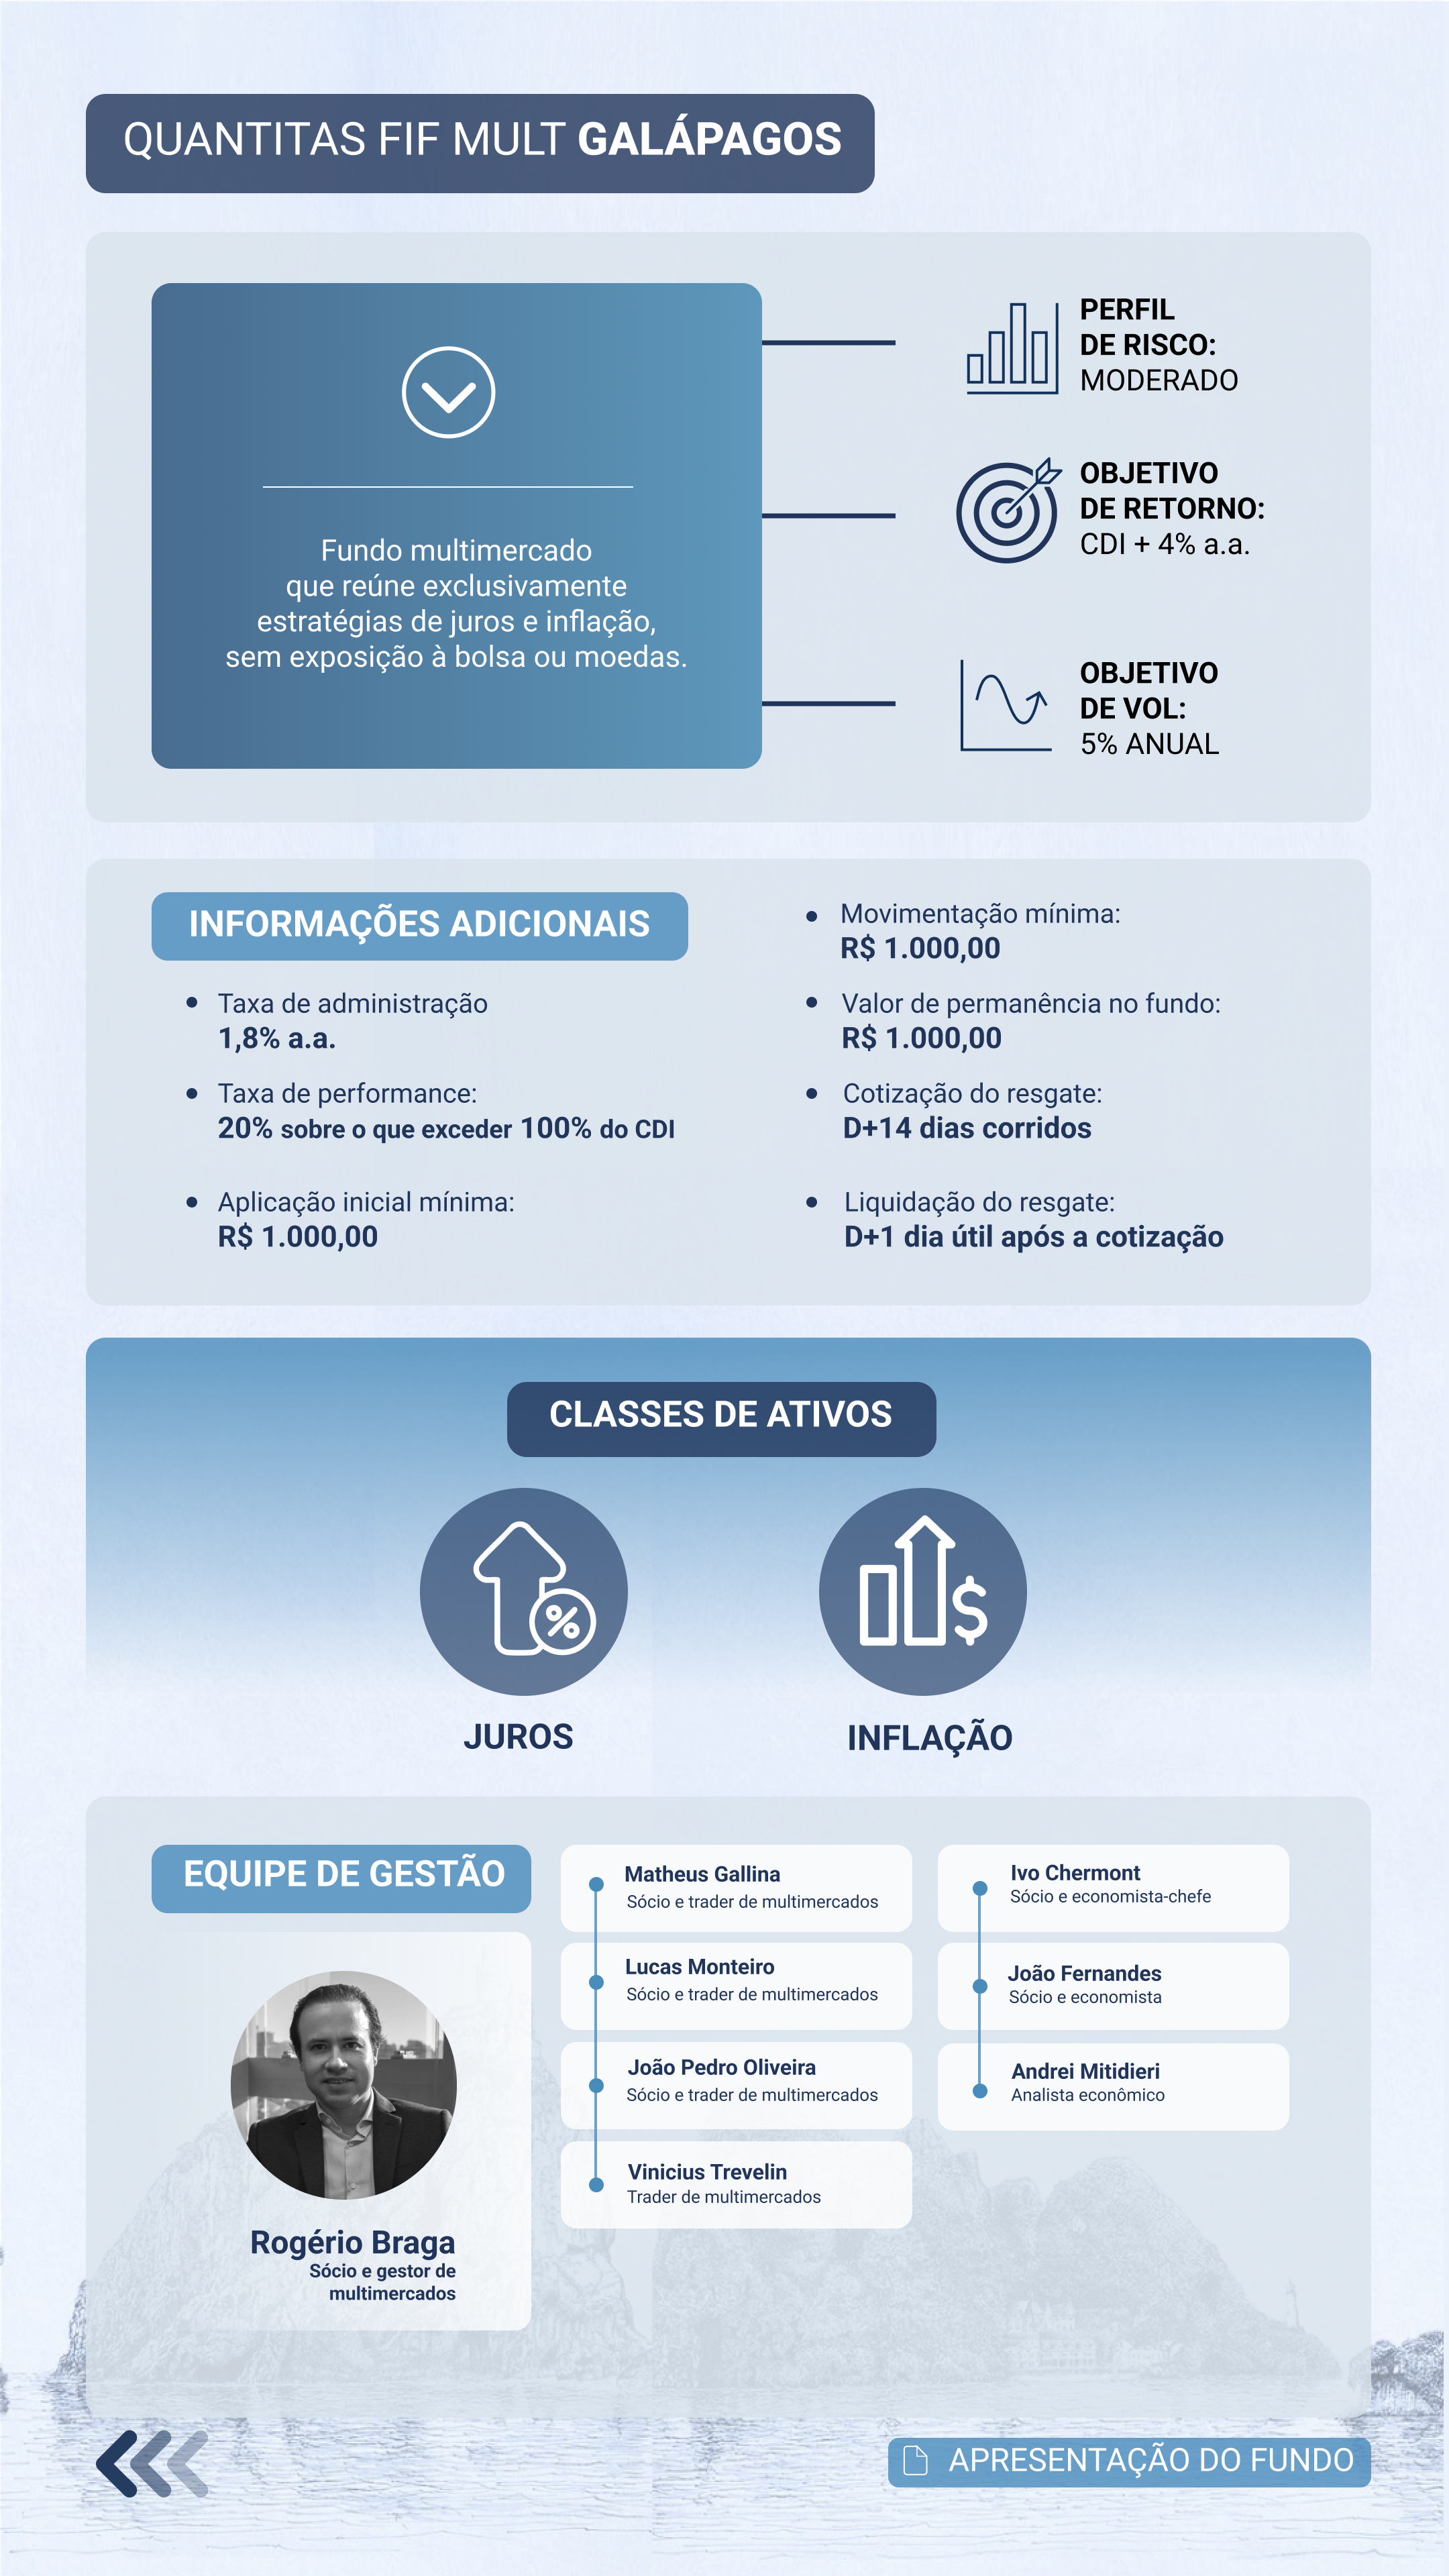 QUANTITAS FIF MULT GALÁPAGOS
Fundo multimercado
que reúne exclusivamente
estratégias de juros e inflação,
sem exposição à bolsa ou moedas.
PERFIL
DE RISCO:
MODERADO
OBJETIVO
DE RETORNO:
CDI + 4% a.a.
OBJETIVO
DE VOL:
5% ANUAL
INFORMAÇÕES ADICIONAIS
Taxa de administração
1,8% a.a.
Taxa de performance:
20% sobre o que exceder 100% do CDI
Aplicação inicial mínima:
R$ 1.000,00
Movimentação mínima:
R$ 1.000,00
Valor de permanência no fundo:
R$ 1.000,00
Cotização do resgate:
D+14 dias corridos
Liquidação do resgate:
D+1 dia útil após a cotização
CLASSES DE ATIVOS
JUROS
INFLAÇÃO
EQUIPE DE GESTÃO
Rogério Braga
Sócio e gestor de
multimercados
Matheus Gallina
Sócio e trader de multimercados
Lucas Monteiro
Sócio e trader de multimercados
João Pedro Oliveira
Sócio e trader de multimercados
Vinicius Trevelin
Trader de multimercados
Ivo Chermont
Sócio e economista-chefe
João Fernandes
Sócio e economista
Andrei Mitidieri
Analista econômico
APRESENTAÇÃO DO FUNDO